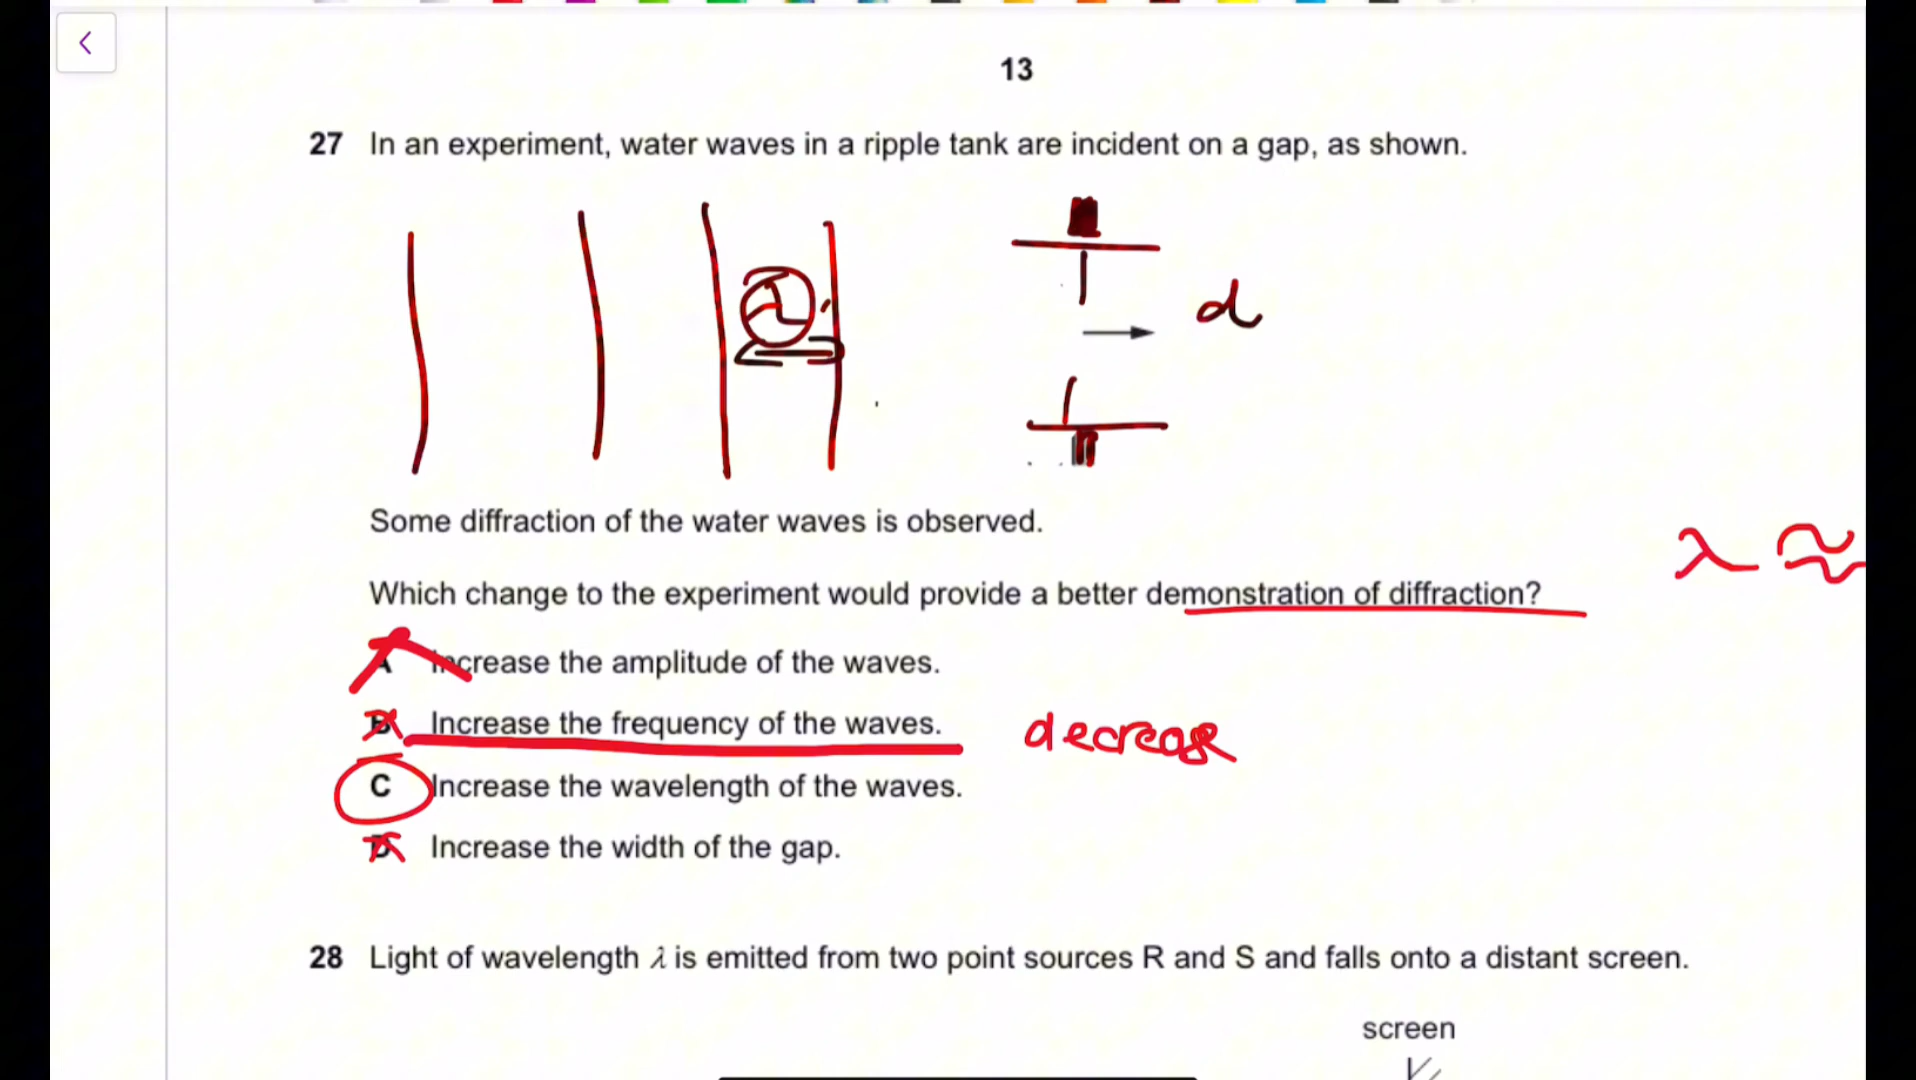 13
27 In an experiment, water waves in a ripple tank are incident on a gap, as shown.
λ
d
Some diffraction of the water waves is observed.
λ ≈
Which change to the experiment would provide a better demonstration of diffraction?
A Increase the amplitude of the waves.
B Increase the frequency of the waves. decrease
C Increase the wavelength of the waves.
D Increase the width of the gap.
28 Light of wavelength λ is emitted from two point sources R and S and falls onto a distant screen.
screen